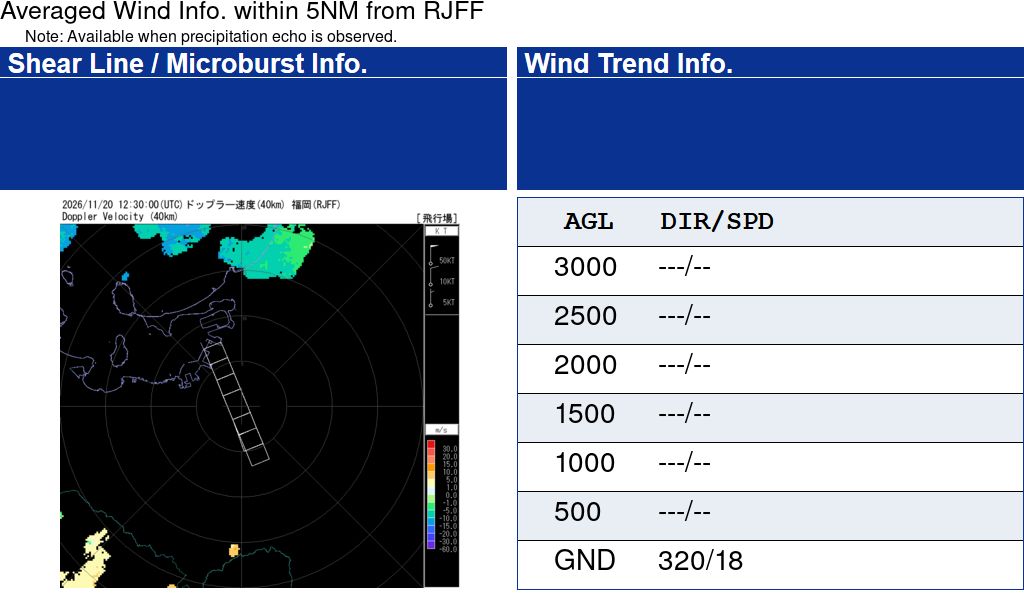 Averaged Wind Info. within 5NM from RJFF
Note: Available when precipitation echo is observed.
Shear Line / Microburst Info.
Wind Trend Info.
2026/11/20 12:30:00(UTC) ドップラー速度(40km) 福岡(RJFF)
Doppler Velocity (40km)
[飛行場]
KT
50KT
10KT
5KT
m/s
30.0
20.0
15.0
10.0
5.0
1.0
0.0
-1.0
-5.0
-10.0
-15.0
-20.0
-30.0
-60.0
AGL DIR/SPD
3000 ---/--
2500 ---/--
2000 ---/--
1500 ---/--
1000 ---/--
500 ---/--
GND 320/18